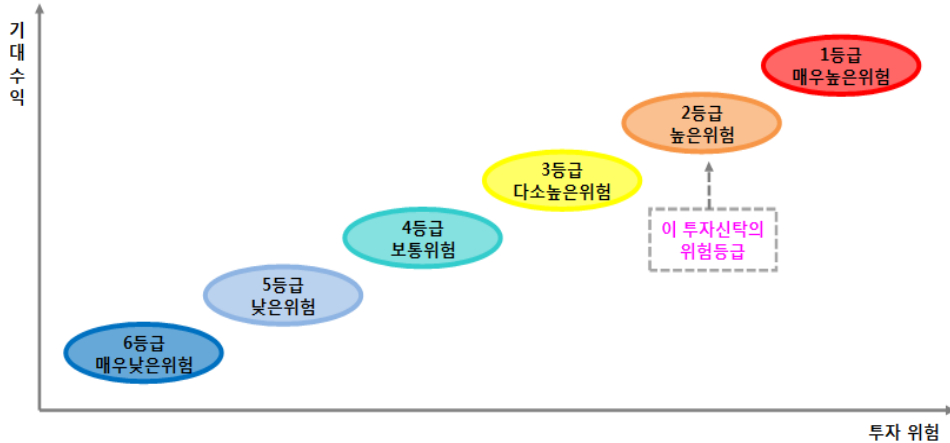 기대수익
1등급
매우높은위험
2등급
높은위험
3등급
다소높은위험
이 투자신탁의
위험등급
4등급
보통위험
5등급
낮은위험
6등급
매우낮은위험
투자 위험